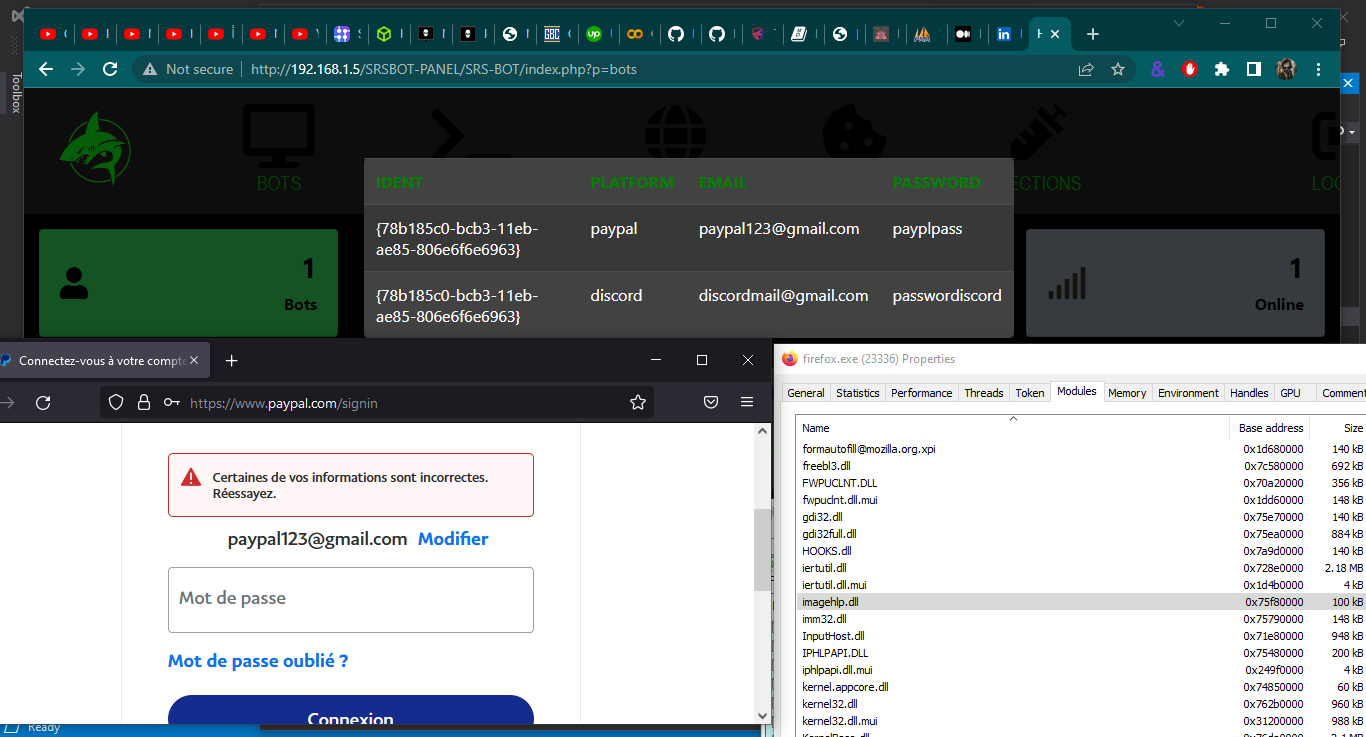 Toolbox
Not secure
http://192.168.1.5/SRSBOT-PANEL/SRS-BOT/index.php?p=bots
BOTS
IDENT PLATFORM EMAIL PASSWORD
{78b185c0-bcb3-11eb-
ae85-806e6f6e6963} paypal paypal123@gmail.com payplpass
{78b185c0-bcb3-11eb-
ae85-806e6f6e6963} discord discordmail@gmail.com passwordiscord
ECTIONS
LOG
1
Bots
1
Online
Connectez-vous à votre compte
https://www.paypal.com/signin
Certaines de vos informations sont incorrectes.
Réessayez.
paypal123@gmail.com Modifier
Mot de passe
Mot de passe oublié ?
Connexion
Ready
firefox.exe (23336) Properties
General Statistics Performance Threads Token Modules Memory Environment Handles GPU Comment
Name Base address Size
formautofill@mozilla.org.xpi 0x1d680000 140 kB
freebl3.dll 0x7c580000 692 kB
FWPUCLNT.DLL 0x70a20000 356 kB
fwpuclnt.dll.mui 0x1dd60000 148 kB
gdi32.dll 0x75e70000 140 kB
gdi32full.dll 0x75ea0000 884 kB
HOOKS.dll 0x7a9d0000 140 kB
iertutil.dll 0x728e0000 2.18 MB
iertutil.dll.mui 0x1d4b0000 4 kB
imagehlp.dll 0x75f80000 100 kB
imm32.dll 0x75790000 148 kB
InputHost.dll 0x71e80000 948 kB
IPHLPAPI.DLL 0x75480000 200 kB
iphlpapi.dll.mui 0x249f0000 4 kB
kernel.appcore.dll 0x74850000 60 kB
kernel32.dll 0x762b0000 960 kB
kernel32.dll.mui 0x31200000 988 kB